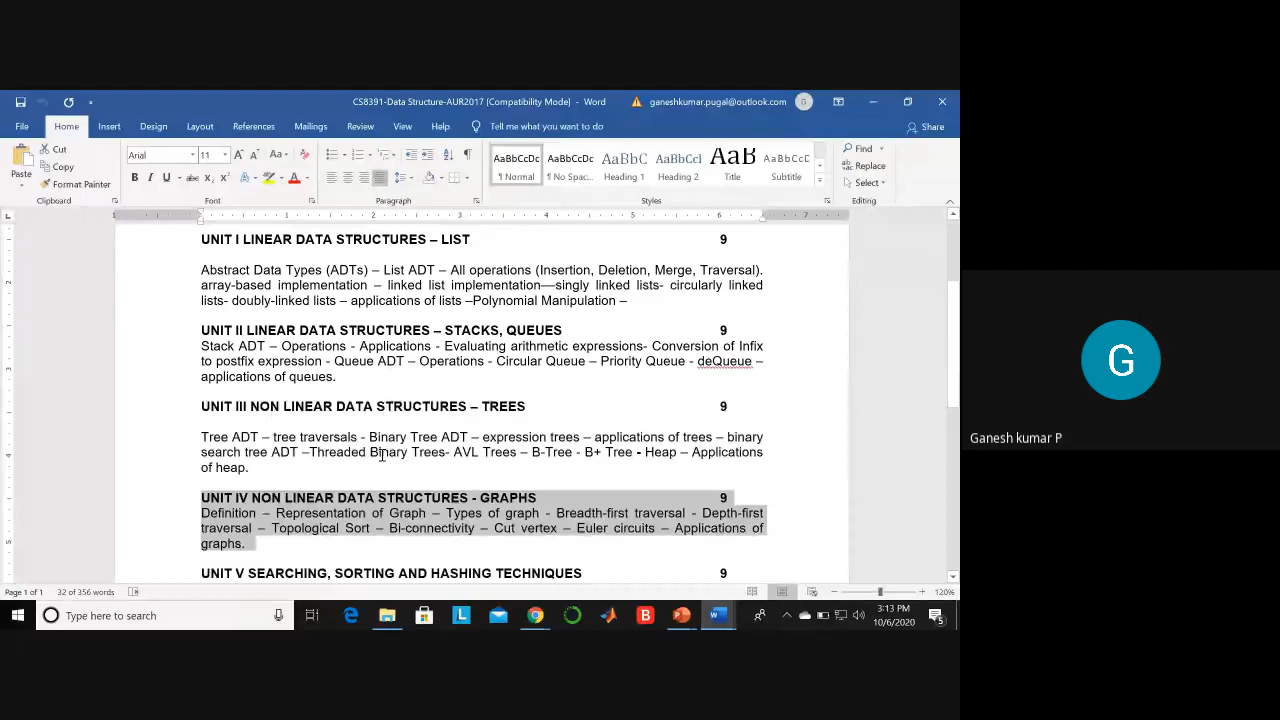 CS8391-Data Structure-AUR2017 [Compatibility Mode] - Word
ganeshkumar.pugal@outlook.com
File Home Insert Design Layout References Mailings Review View Help Tell me what you want to do Share
Paste
Cut
Copy
Format Painter
Clipboard
Arial 11
Font
Paragraph
AaBbCcDc AaBbCcDc AaBbC AaBbCcI AaB AaBbCcD
¶ Normal ¶ No Spac... Heading 1 Heading 2 Title Subtitle
Styles
Find
Replace
Select
Editing
1 1 2 3 4 5 6 7
UNIT I LINEAR DATA STRUCTURES – LIST 9
Abstract Data Types (ADTs) – List ADT – All operations (Insertion, Deletion, Merge, Traversal).
array-based implementation – linked list implementation––singly linked lists- circularly linked
lists- doubly-linked lists – applications of lists –Polynomial Manipulation –
UNIT II LINEAR DATA STRUCTURES – STACKS, QUEUES 9
Stack ADT – Operations - Applications - Evaluating arithmetic expressions- Conversion of Infix
to postfix expression - Queue ADT – Operations - Circular Queue – Priority Queue - deQueue –
applications of queues.
UNIT III NON LINEAR DATA STRUCTURES – TREES 9
Tree ADT – tree traversals - Binary Tree ADT – expression trees – applications of trees – binary
search tree ADT –Threaded Binary Trees- AVL Trees – B-Tree - B+ Tree - Heap – Applications
of heap.
UNIT IV NON LINEAR DATA STRUCTURES - GRAPHS 9
Definition – Representation of Graph – Types of graph - Breadth-first traversal - Depth-first
traversal – Topological Sort – Bi-connectivity – Cut vertex – Euler circuits – Applications of
graphs.
UNIT V SEARCHING, SORTING AND HASHING TECHNIQUES 9
Page 1 of 1 32 of 356 words 120%
Type here to search
3:13 PM
10/6/2020
5
G
Ganesh kumar P